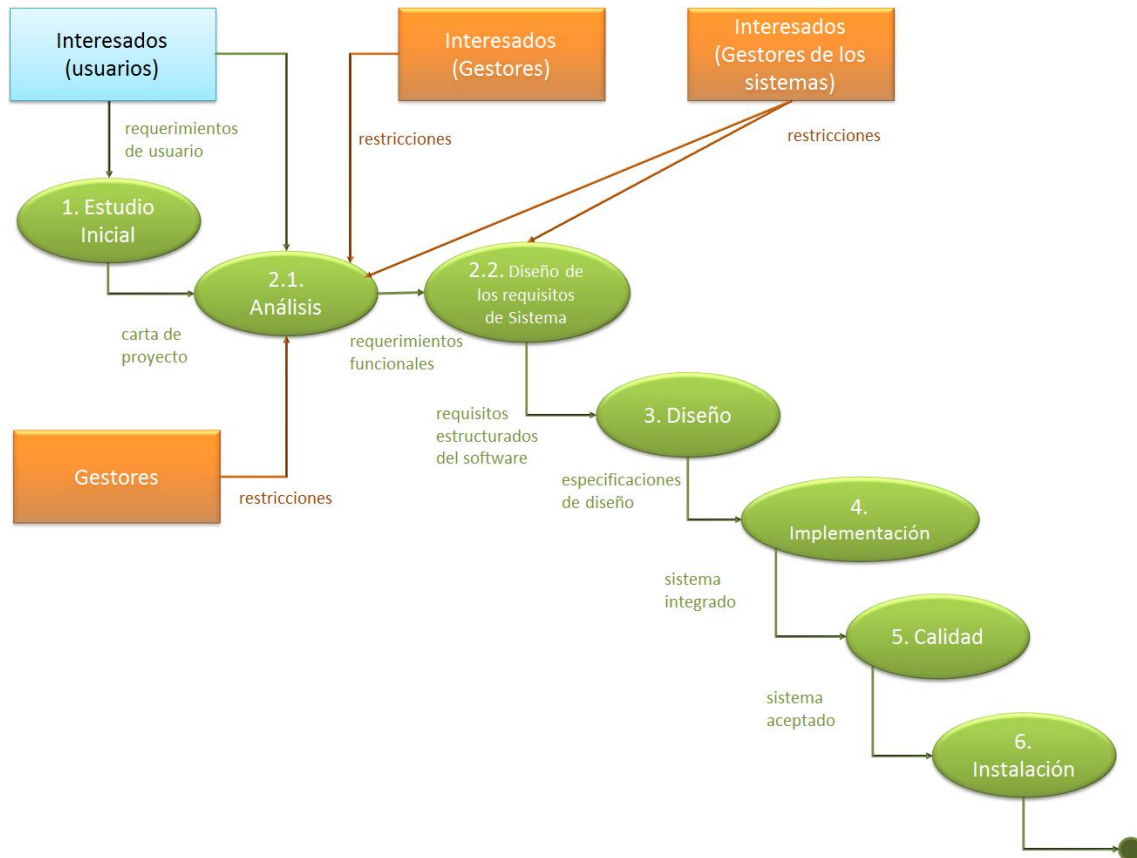 Interesados
(usuarios)
Interesados
(Gestores)
Interesados
(Gestores de los
sistemas)
requerimientos
de usuario
restricciones
restricciones
1. Estudio
Inicial
2.1.
Análisis
2.2. Diseño de
los requisitos
de Sistema
carta de
proyecto
requerimientos
funcionales
Gestores
restricciones
requisitos
estructurados
del software
3. Diseño
especificaciones
de diseño
4.
Implementación
sistema
integrado
5. Calidad
sistema
aceptado
6.
Instalación